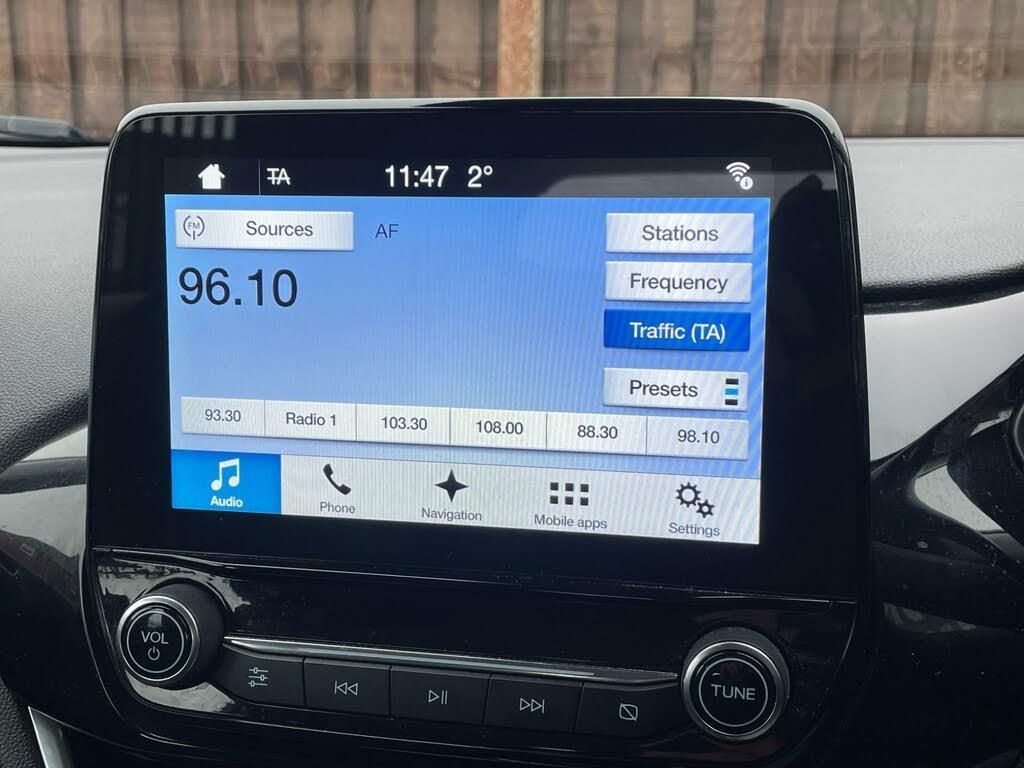 TA 11:47 2°
FM Sources AF Stations
96.10 Frequency
Traffic (TA)
Presets
93.30 Radio 1 103.30 108.00 88.30 98.10
Audio Phone Navigation Mobile apps Settings
VOL
TUNE